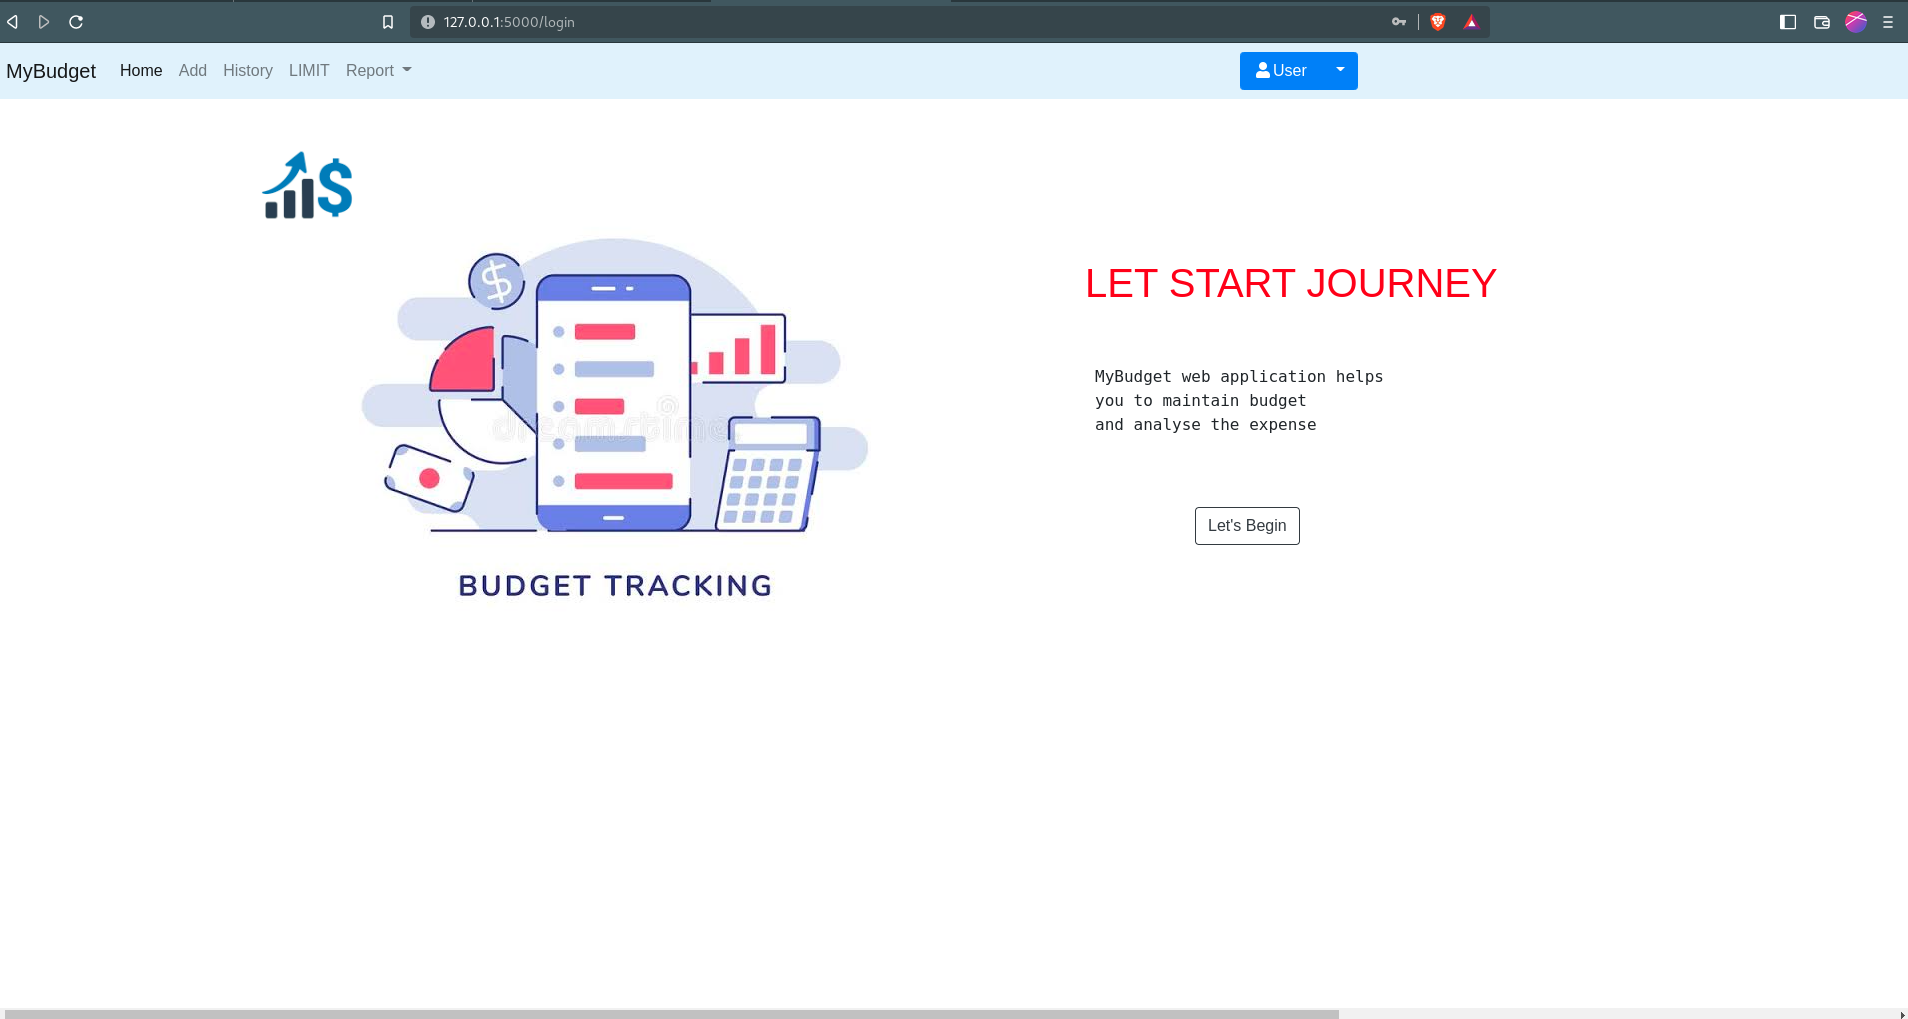 127.0.0.1:5000/login
MyBudget Home Add History LIMIT Report User
$
$
LET START JOURNEY
MyBudget web application helps
you to maintain budget
and analyse the expense
dreamstime
Let's Begin
BUDGET TRACKING